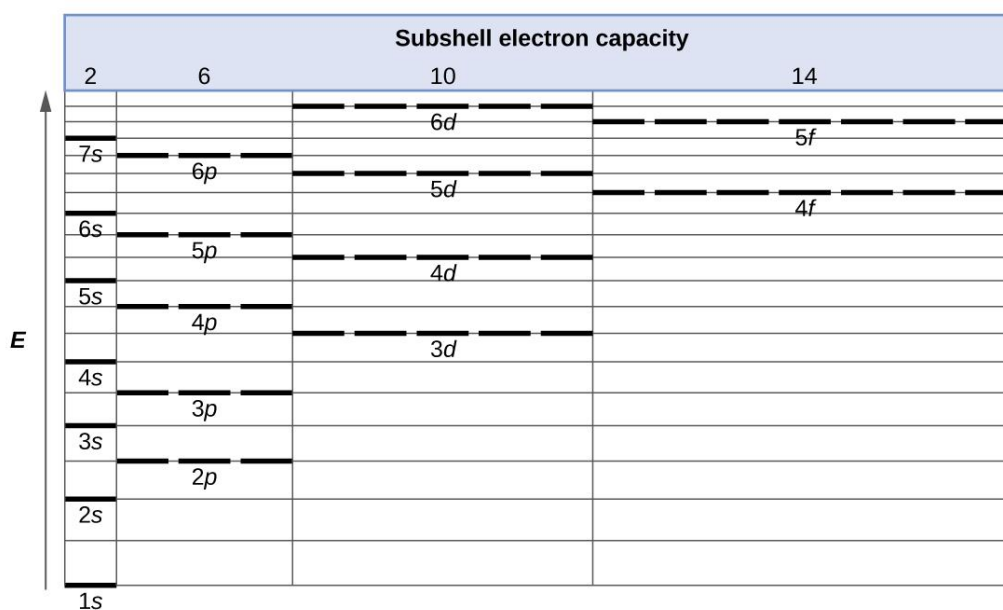 Subshell electron capacity
2 6 10 14
6d
5f
7s
6p
5d
4f
6s
5p
4d
5s
4p
E
3d
4s
3p
3s
2p
2s
1s